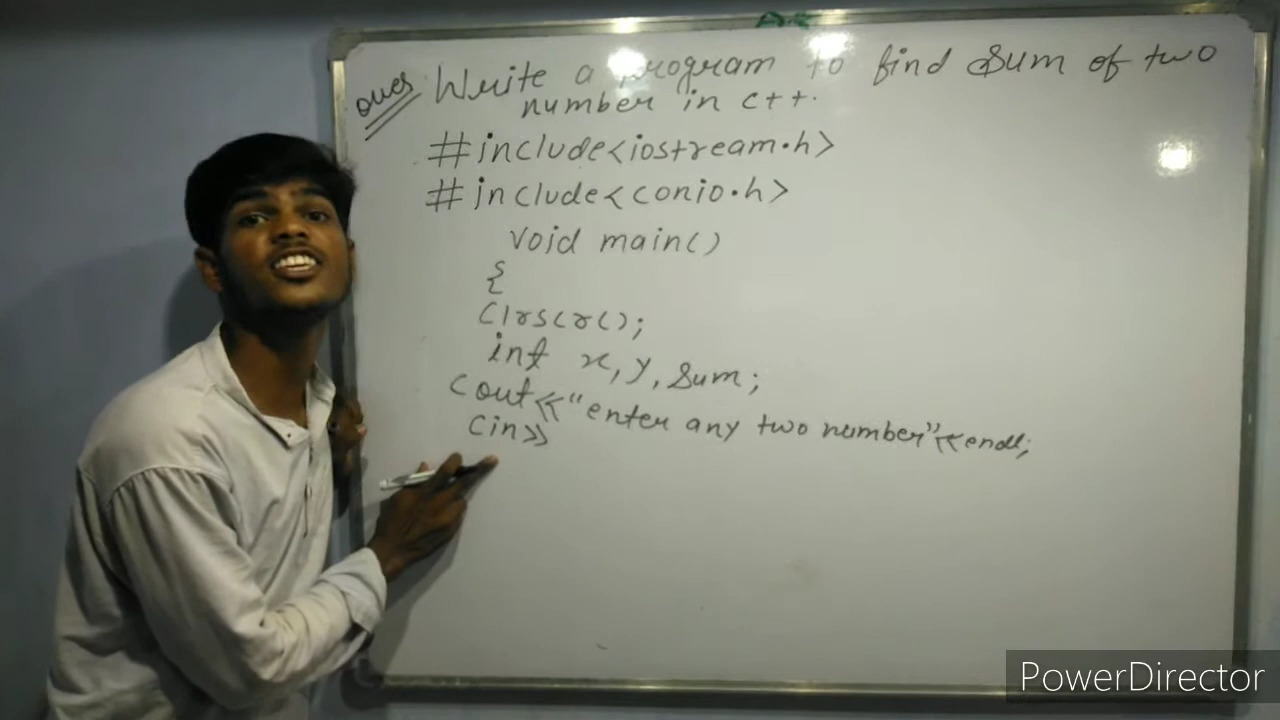 Ques Write a program to find Sum of two
number in c++.
#include<iostream.h>
#include<conio.h>
void main()
{
clrscr();
int x, y, Sum;
cout<<"enter any two number"<<endl;
cin>>
PowerDirector